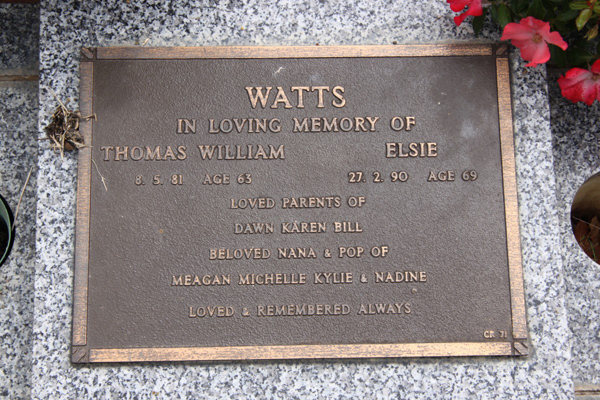 WATTS
IN LOVING MEMORY OF
THOMAS WILLIAM ELSIE
8. 5. 81 AGE 63 27. 2. 90 AGE 69
LOVED PARENTS OF
DAWN KAREN BILL
BELOVED NANA & POP OF
MEAGAN MICHELLE KYLIE & NADINE
LOVED & REMEMBERED ALWAYS
CR 71